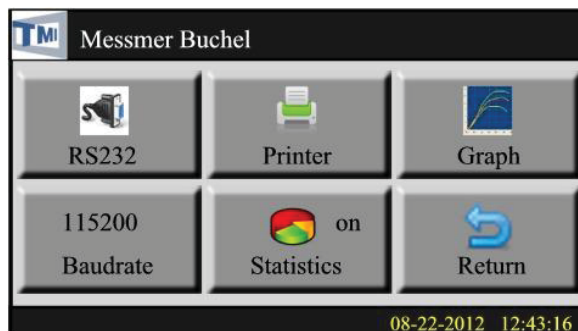 TMI Messmer Buchel
RS232 Printer Graph
115200 on
Baudrate Statistics Return
08-22-2012 12:43:16